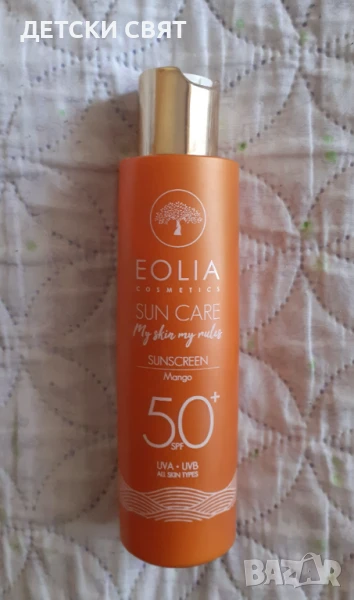 ДЕТСКИ СВЯТ
EOLIA
COSMETICS
SUN CARE
My skin my rules
SUNSCREEN
Mango
50+
SPF
UVA + UVB
ALL SKIN TYPES
BAZAR